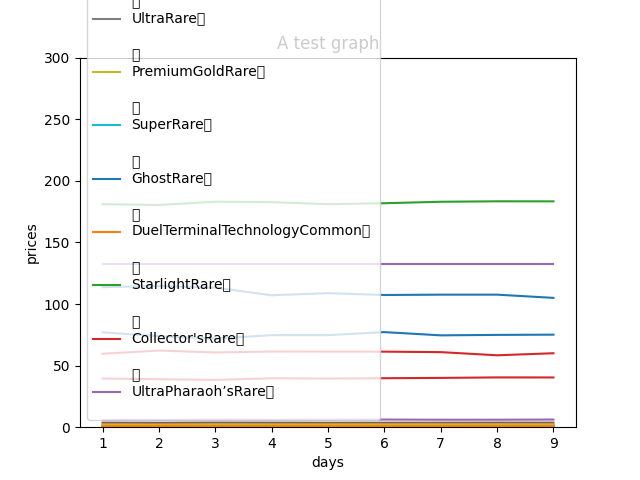 UltraRare
A test graph
PremiumGoldRare
SuperRare
GhostRare
DuelTerminalTechnologyCommon
StarlightRare
Collector'sRare
UltraPharaoh’sRare
300
250
200
150
100
50
0
prices
1 2 3 4 5 6 7 8 9
days